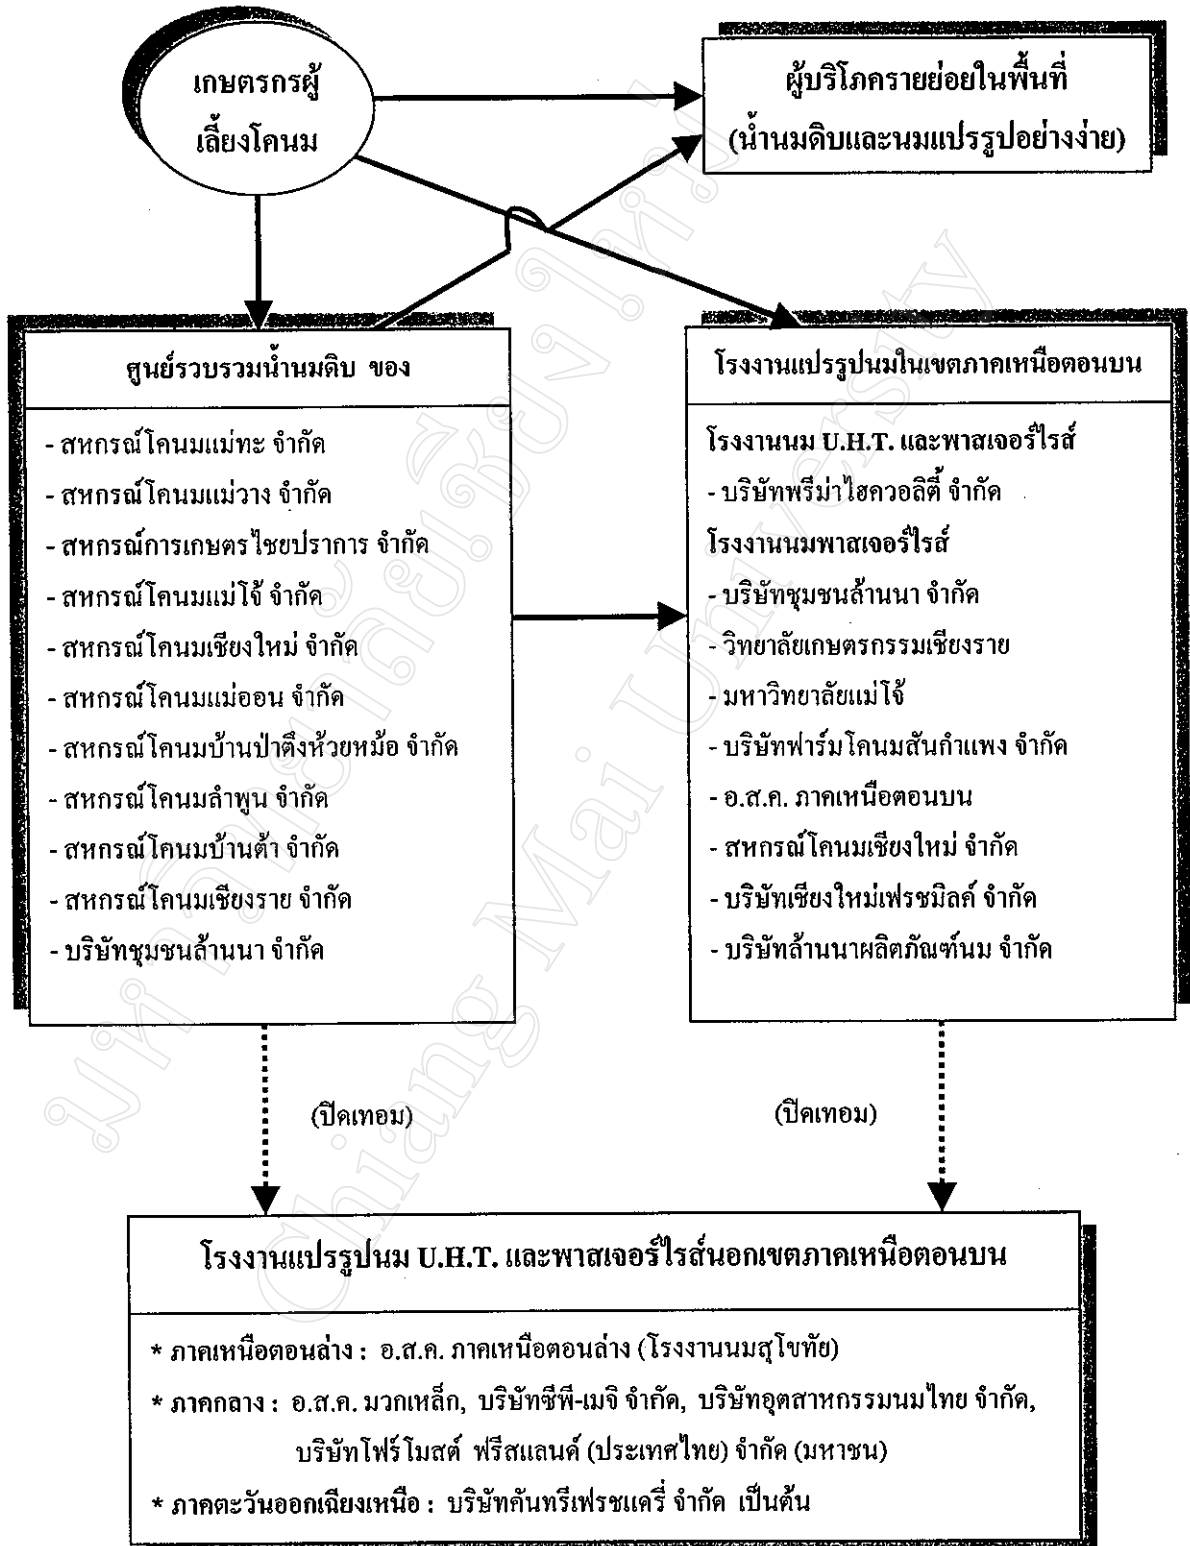 เกษตรกรผู้
เลี้ยงโคนม
ผู้บริโภครายย่อยในพื้นที่
(น้ำนมดิบและนมแปรรูปอย่างง่าย)
ศูนย์รวบรวมน้ำนมดิบ ของ
- สหกรณ์โคนมแม่ทะ จำกัด
- สหกรณ์โคนมแม่วาง จำกัด
- สหกรณ์การเกษตรไชยปราการ จำกัด
- สหกรณ์โคนมแม่โจ้ จำกัด
- สหกรณ์โคนมเชียงใหม่ จำกัด
- สหกรณ์โคนมแม่ออน จำกัด
- สหกรณ์โคนมบ้านป่าตึงห้วยหม้อ จำกัด
- สหกรณ์โคนมลำพูน จำกัด
- สหกรณ์โคนมบ้านต้า จำกัด
- สหกรณ์โคนมเชียงราย จำกัด
- บริษัทชุมชนล้านนา จำกัด
โรงงานแปรรูปนมในเขตภาคเหนือตอนบน
โรงงานนม U.H.T. และพาสเจอร์ไรส์
- บริษัทพรีม่าไฮควอลิตี้ จำกัด
โรงงานนมพาสเจอร์ไรส์
- บริษัทชุมชนล้านนา จำกัด
- วิทยาลัยเกษตรกรรมเชียงราย
- มหาวิทยาลัยแม่โจ้
- บริษัทฟาร์มโคนมสันกำแพง จำกัด
- อ.ส.ค. ภาคเหนือตอนบน
- สหกรณ์โคนมเชียงใหม่ จำกัด
- บริษัทเชียงใหม่เฟรชมิลค์ จำกัด
- บริษัทล้านนาผลิตภัณฑ์นม จำกัด
(ปิดเทอม)
(ปิดเทอม)
โรงงานแปรรูปนม U.H.T. และพาสเจอร์ไรส์นอกเขตภาคเหนือตอนบน
* ภาคเหนือตอนล่าง : อ.ส.ค. ภาคเหนือตอนล่าง (โรงงานนมสุโขทัย)
* ภาคกลาง : อ.ส.ค. มวกเหล็ก, บริษัทซีพี-เมจิ จำกัด, บริษัทอุตสาหกรรมนมไทย จำกัด,
บริษัทโฟร์โมสต์ ฟรีสแลนด์ (ประเทศไทย) จำกัด (มหาชน)
* ภาคตะวันออกเฉียงเหนือ : บริษัทคันทรีเฟรชแดรี่ จำกัด เป็นต้น
มหาวิทยาลัยเชียงใหม่
Chiang Mai University